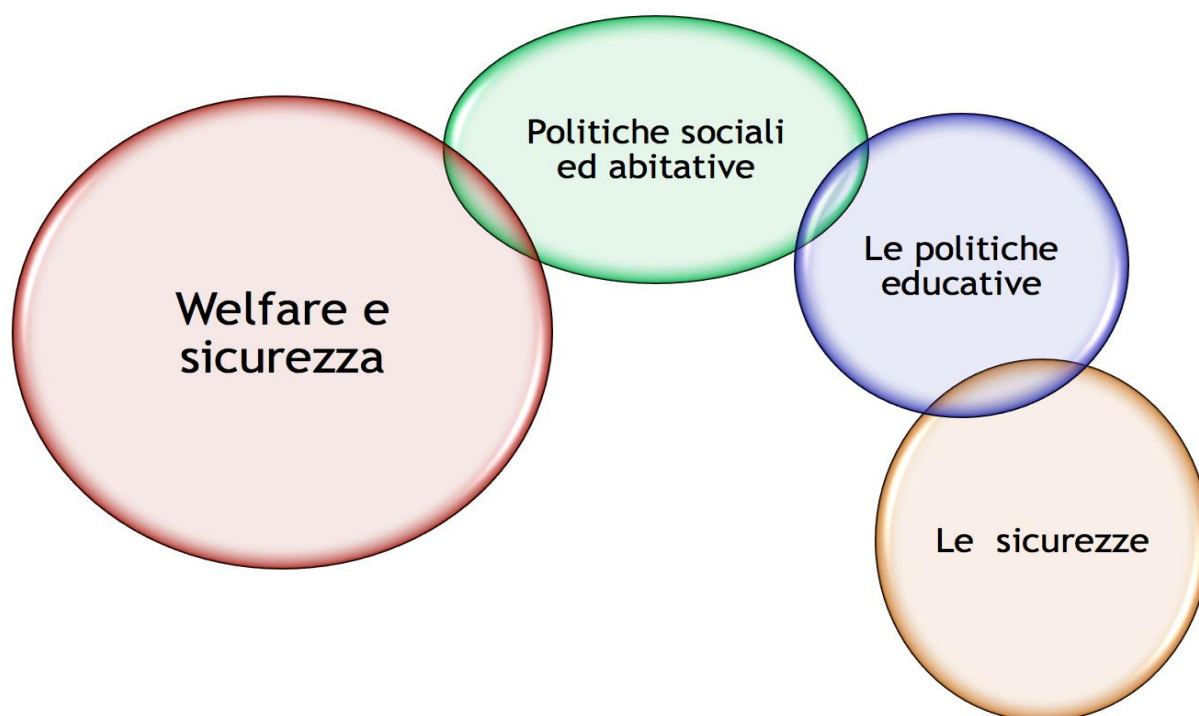 Politiche sociali
ed abitative
Le politiche
educative
Welfare e
sicurezza
Le sicurezze